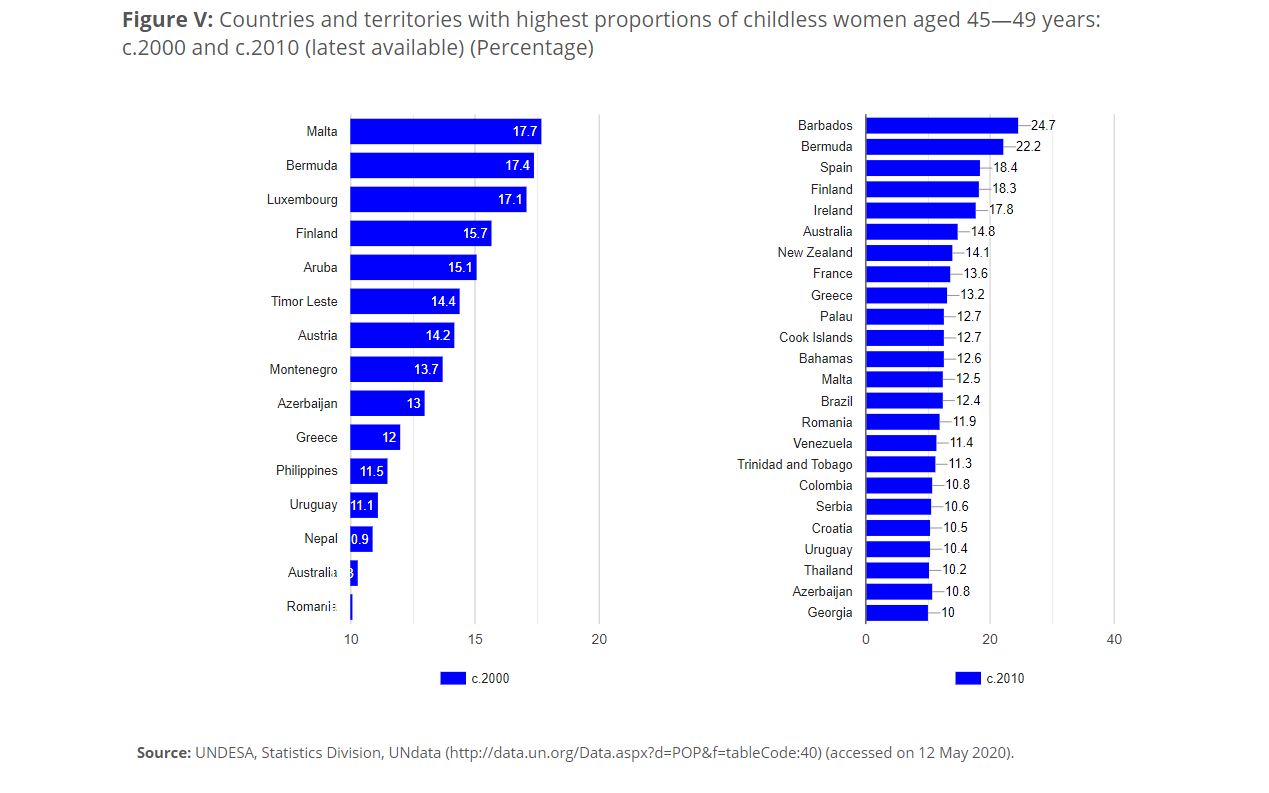 Figure V: Countries and territories with highest proportions of childless women aged 45—49 years:
c.2000 and c.2010 (latest available) (Percentage)
Malta 17.7
Bermuda 17.4
Luxembourg 17.1
Finland 15.7
Aruba 15.1
Timor Leste 14.4
Austria 14.2
Montenegro 13.7
Azerbaijan 13
Greece 12
Philippines 11.5
Uruguay 11.1
Nepal 0.9
Australia 3
Romania
10 15 20
c.2000
Barbados 24.7
Bermuda 22.2
Spain 18.4
Finland 18.3
Ireland 17.8
Australia 14.8
New Zealand 14.1
France 13.6
Greece 13.2
Palau 12.7
Cook Islands 12.7
Bahamas 12.6
Malta 12.5
Brazil 12.4
Romania 11.9
Venezuela 11.4
Trinidad and Tobago 11.3
Colombia 10.8
Serbia 10.6
Croatia 10.5
Uruguay 10.4
Thailand 10.2
Azerbaijan 10.8
Georgia 10
0 20 40
c.2010
Source: UNDESA, Statistics Division, UNdata (http://data.un.org/Data.aspx?d=POP&f=tableCode:40) (accessed on 12 May 2020).